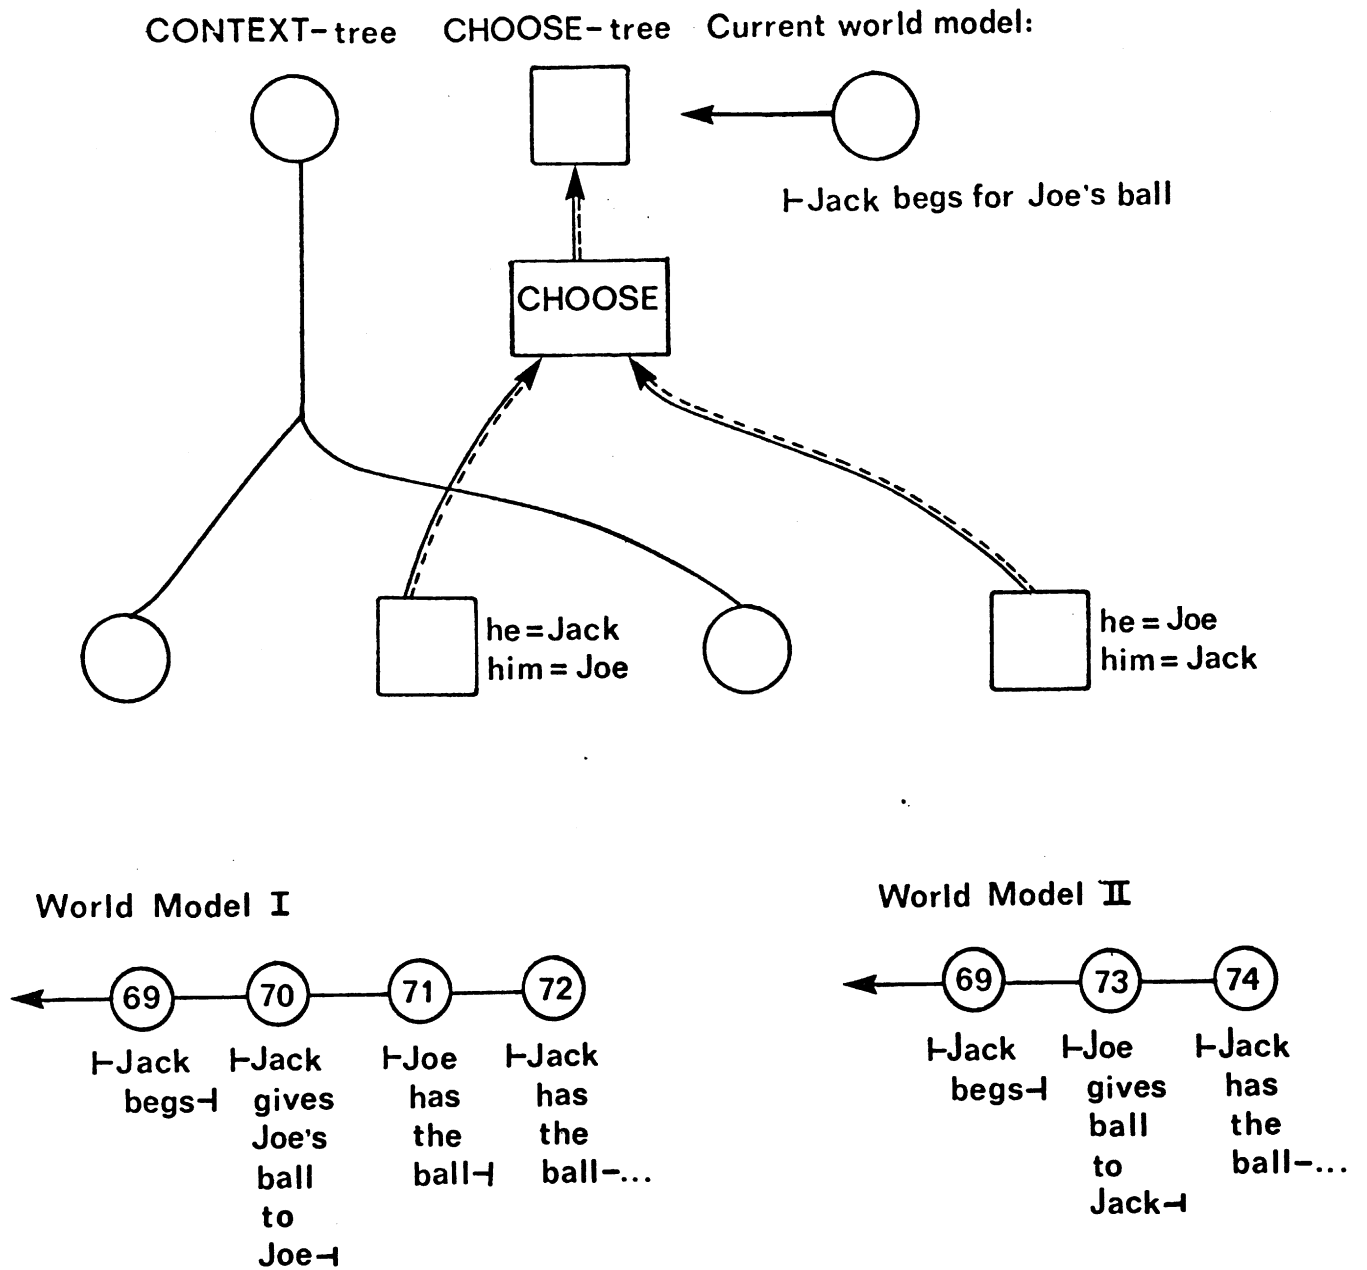 CONTEXT-tree CHOOSE-tree Current world model:
⊢Jack begs for Joe's ball
CHOOSE
he=Jack
him=Joe
he=Joe
him=Jack
World Model I
69 70 71 72
⊢Jack
begs⊣
⊢Jack
gives
Joe's
ball
to
Joe⊣
⊢Joe
has
the
ball⊣
⊢Jack
has
the
ball-...
World Model II
69 73 74
⊢Jack
begs⊣
⊢Joe
gives
ball
to
Jack⊣
⊢Jack
has
the
ball-...